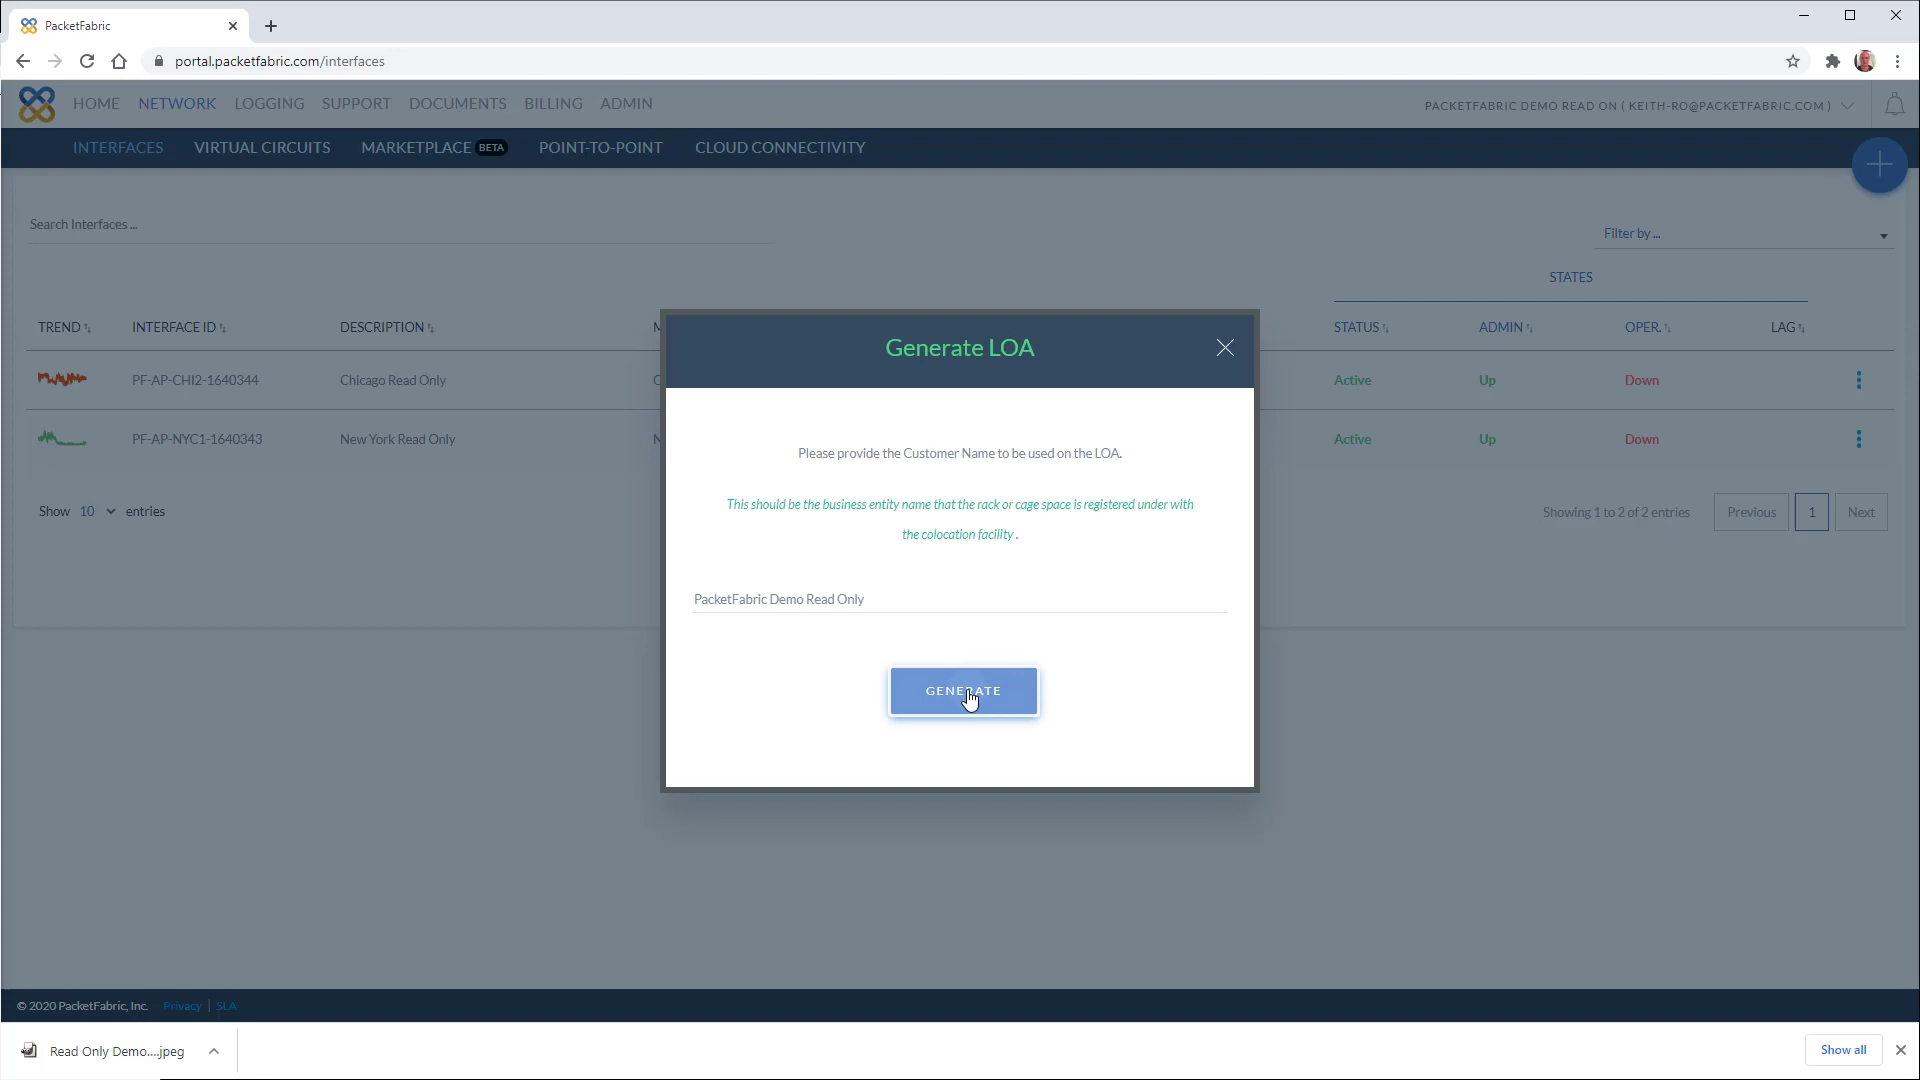 PacketFabric
portal.packetfabric.com/interfaces
HOME NETWORK LOGGING SUPPORT DOCUMENTS BILLING ADMIN
PACKETFABRIC DEMO READ ON ( KEITH-RO@PACKETFABRIC.COM )
INTERFACES VIRTUAL CIRCUITS MARKETPLACE BETA POINT-TO-POINT CLOUD CONNECTIVITY
Search Interfaces ...
Filter by ...
STATES
TREND INTERFACE ID DESCRIPTION M STATUS ADMIN OPER. LAG
PF-AP-CHI2-1640344 Chicago Read Only C Active Up Down
PF-AP-NYC1-1640343 New York Read Only N Active Up Down
Show 10 entries
Showing 1 to 2 of 2 entries Previous 1 Next
Generate LOA
Please provide the Customer Name to be used on the LOA.
This should be the business entity name that the rack or cage space is registered under with
the colocation facility .
PacketFabric Demo Read Only
GENERATE
© 2020 PacketFabric, Inc. Privacy | SLA
Read Only Demo....jpeg
Show all